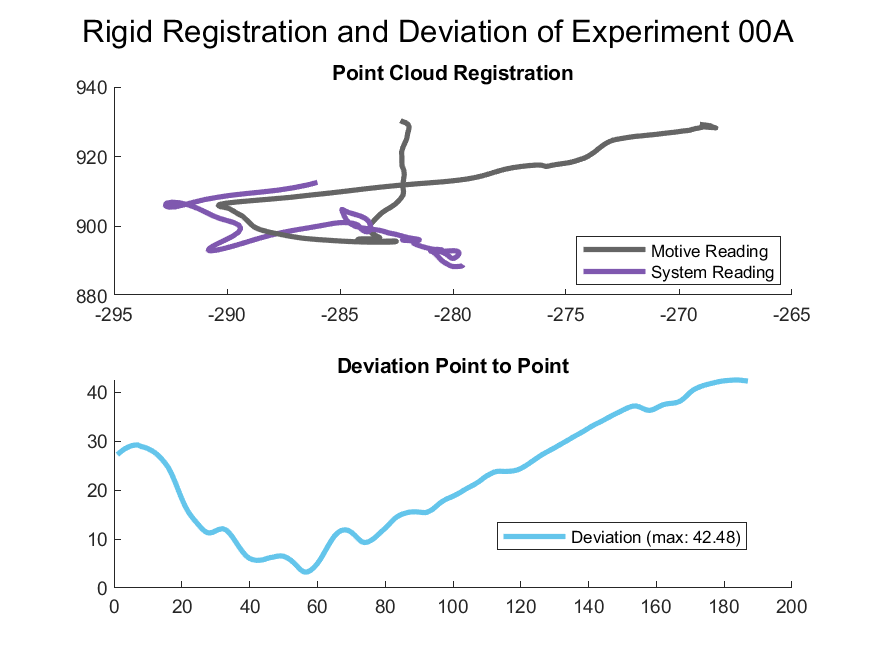 Rigid Registration and Deviation of Experiment 00A
Point Cloud Registration
940
920
900
880
-295 -290 -285 -280 -275 -270 -265
Motive Reading
System Reading
Deviation Point to Point
40
30
20
10
0
0 20 40 60 80 100 120 140 160 180 200
Deviation (max: 42.48)